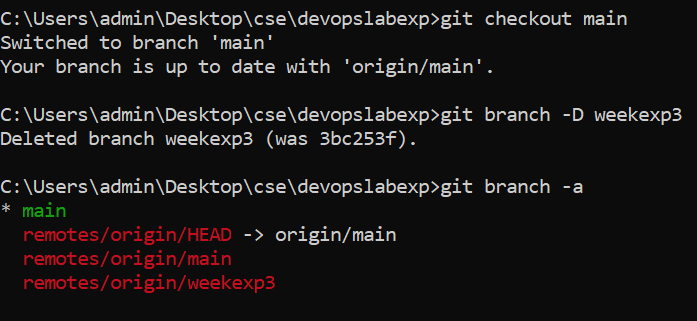 C:\Users\admin\Desktop\cse\devopslabexp>git checkout main
Switched to branch 'main'
Your branch is up to date with 'origin/main'.
C:\Users\admin\Desktop\cse\devopslabexp>git branch -D weekexp3
Deleted branch weekexp3 (was 3bc253f).
C:\Users\admin\Desktop\cse\devopslabexp>git branch -a
* main
remotes/origin/HEAD -> origin/main
remotes/origin/main
remotes/origin/weekexp3